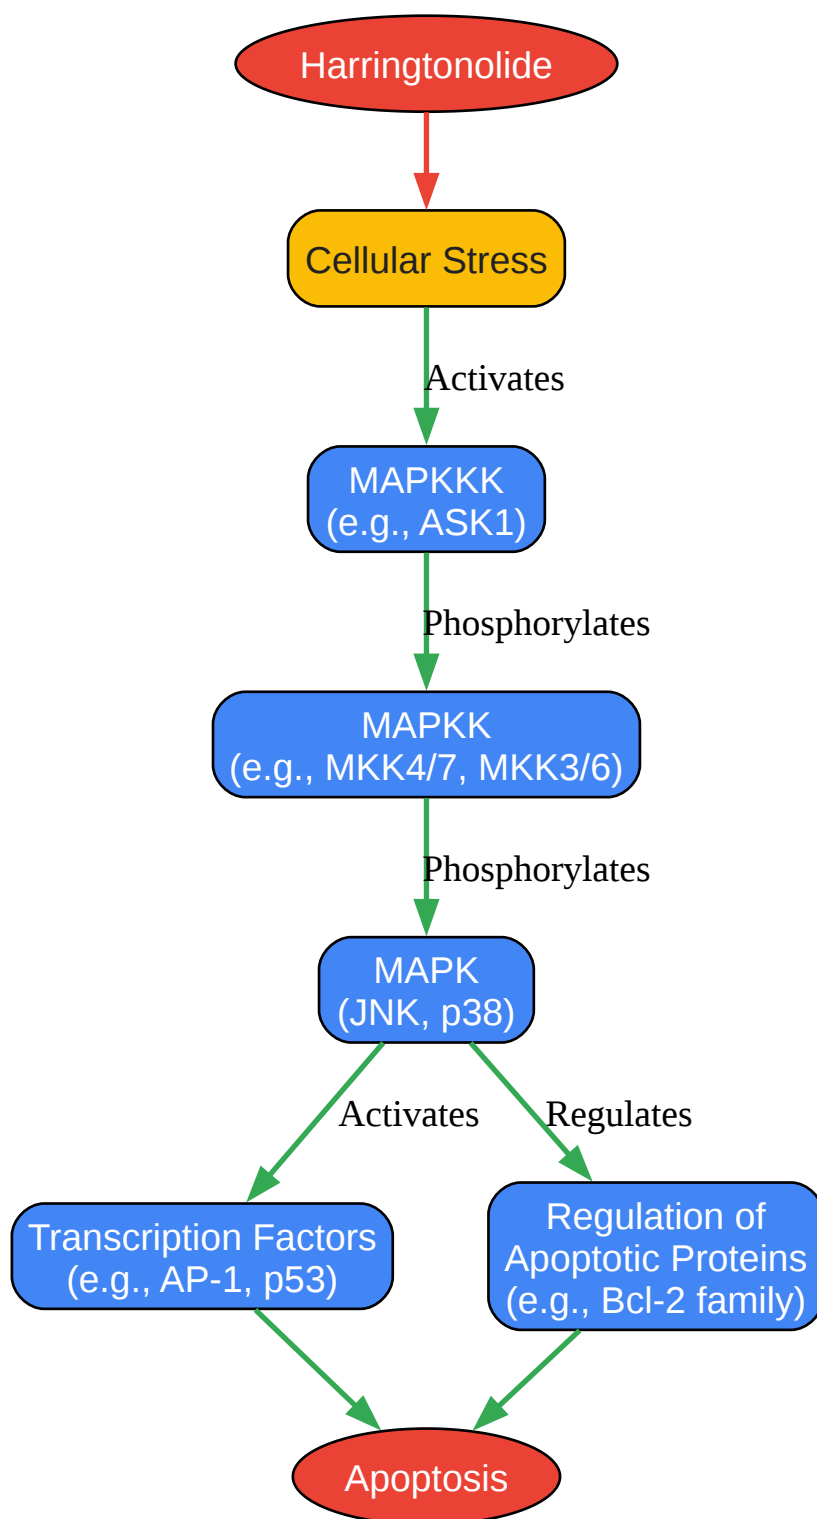 Harringtonolide
Cellular Stress
Activates
MAPKKK
(e.g., ASK1)
Phosphorylates
MAPKK
(e.g., MKK4/7, MKK3/6)
Phosphorylates
MAPK
(JNK, p38)
Activates
Regulates
Transcription Factors
(e.g., AP-1, p53)
Regulation of
Apoptotic Proteins
(e.g., Bcl-2 family)
Apoptosis